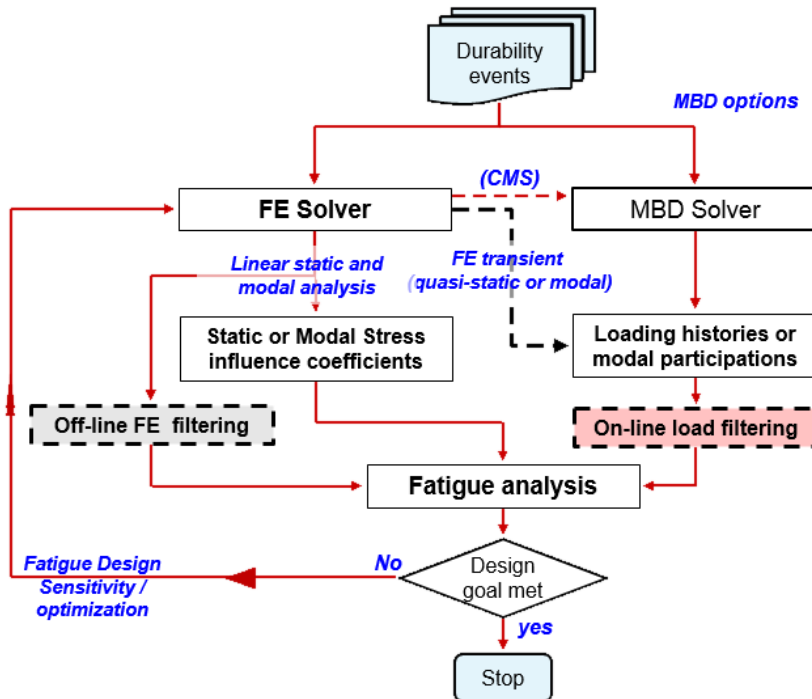 Durability
events
MBD options
(CMS)
FE Solver
MBD Solver
Linear static and
modal analysis
FE transient
(quasi-static or modal)
Static or Modal Stress
influence coefficients
Loading histories or
modal participations
Off-line FE filtering
On-line load filtering
Fatigue analysis
Fatigue Design
Sensitivity /
optimization
No
Design
goal met
yes
Stop